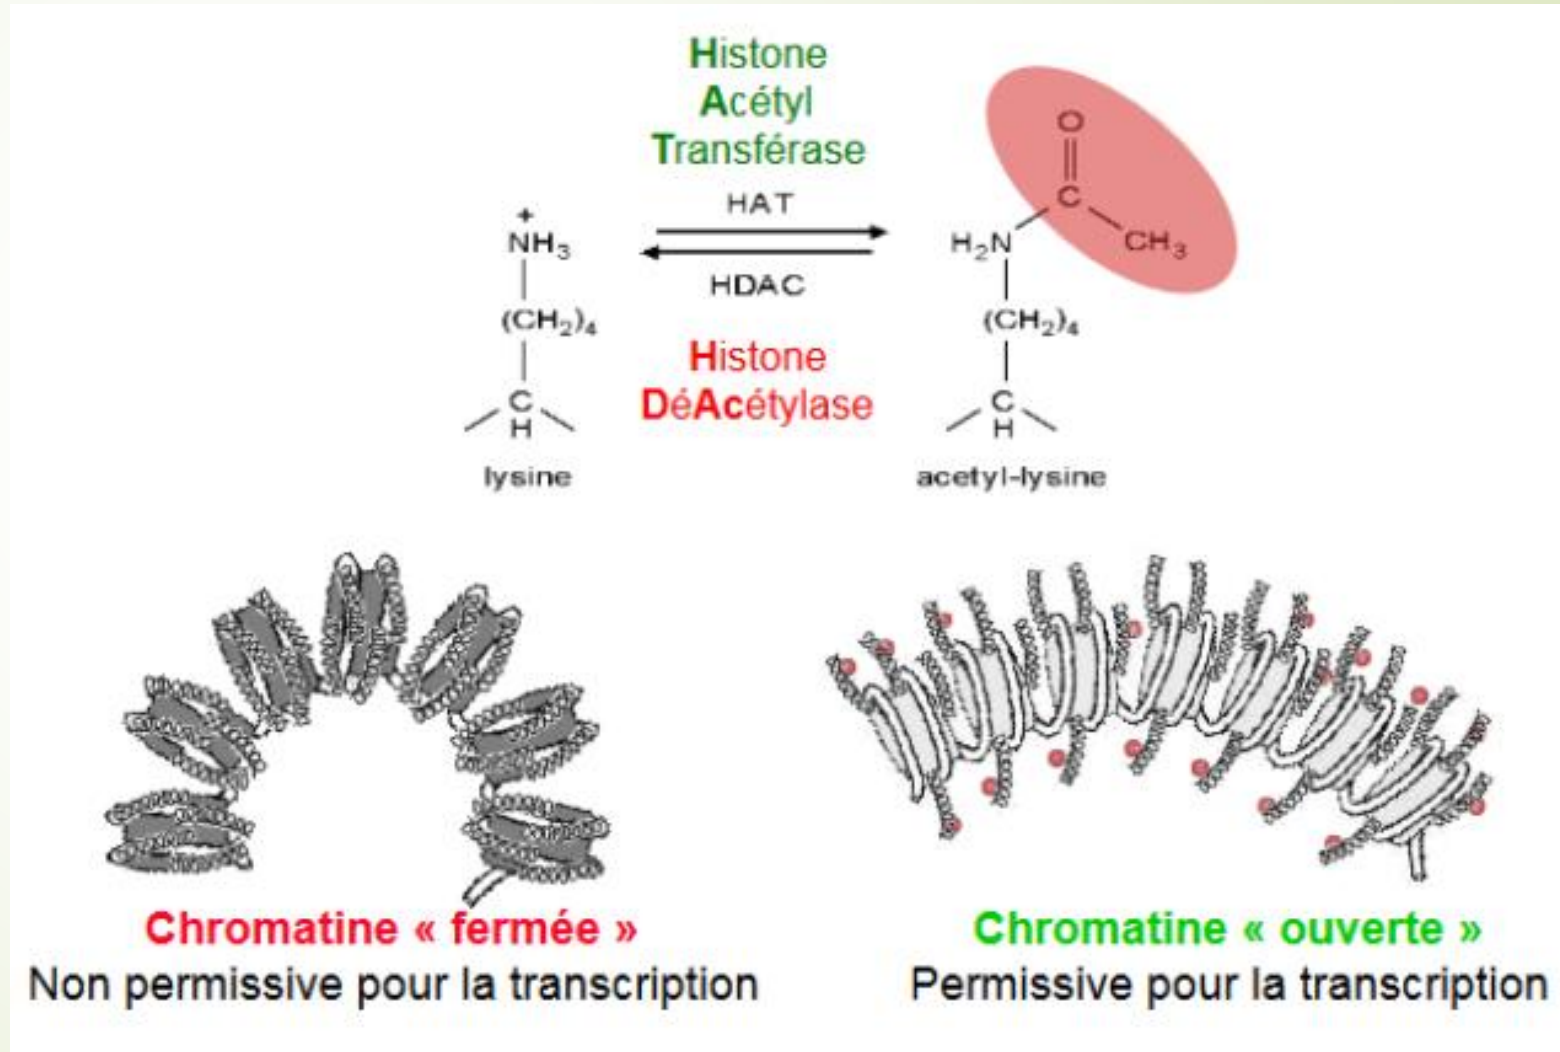 Histone
Acétyl
Transférase
HAT
HDAC
Histone
DéAcétylase
+
NH3
(CH2)4
C
H
lysine
O
C
CH3
H2N
(CH2)4
C
H
acetyl-lysine
Chromatine « fermée »
Non permissive pour la transcription
Chromatine « ouverte »
Permissive pour la transcription